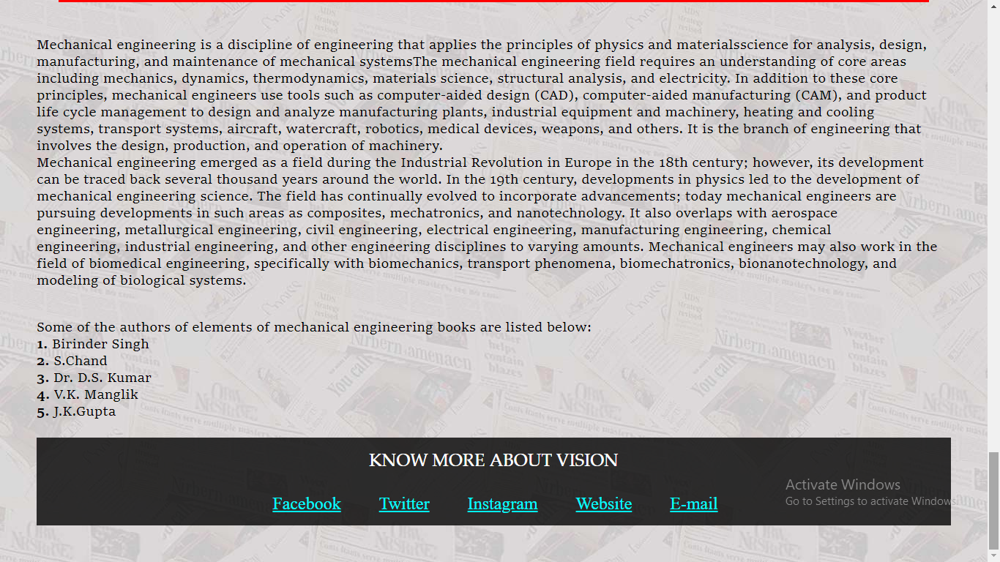 Mechanical engineering is a discipline of engineering that applies the principles of physics and materialsscience for analysis, design,
manufacturing, and maintenance of mechanical systemsThe mechanical engineering field requires an understanding of core areas
including mechanics, dynamics, thermodynamics, materials science, structural analysis, and electricity. In addition to these core
principles, mechanical engineers use tools such as computer-aided design (CAD), computer-aided manufacturing (CAM), and product
life cycle management to design and analyze manufacturing plants, industrial equipment and machinery, heating and cooling
systems, transport systems, aircraft, watercraft, robotics, medical devices, weapons, and others. It is the branch of engineering that
involves the design, production, and operation of machinery.
Mechanical engineering emerged as a field during the Industrial Revolution in Europe in the 18th century; however, its development
can be traced back several thousand years around the world. In the 19th century, developments in physics led to the development of
mechanical engineering science. The field has continually evolved to incorporate advancements; today mechanical engineers are
pursuing developments in such areas as composites, mechatronics, and nanotechnology. It also overlaps with aerospace
engineering, metallurgical engineering, civil engineering, electrical engineering, manufacturing engineering, chemical
engineering, industrial engineering, and other engineering disciplines to varying amounts. Mechanical engineers may also work in the
field of biomedical engineering, specifically with biomechanics, transport phenomena, biomechatronics, bionanotechnology, and
modeling of biological systems.
Some of the authors of elements of mechanical engineering books are listed below:
1. Birinder Singh
2. S.Chand
3. Dr. D.S. Kumar
4. V.K. Manglik
5. J.K.Gupta
KNOW MORE ABOUT VISION
Facebook Twitter Instagram Website E-mail
Activate Windows
Go to Settings to activate Windows.